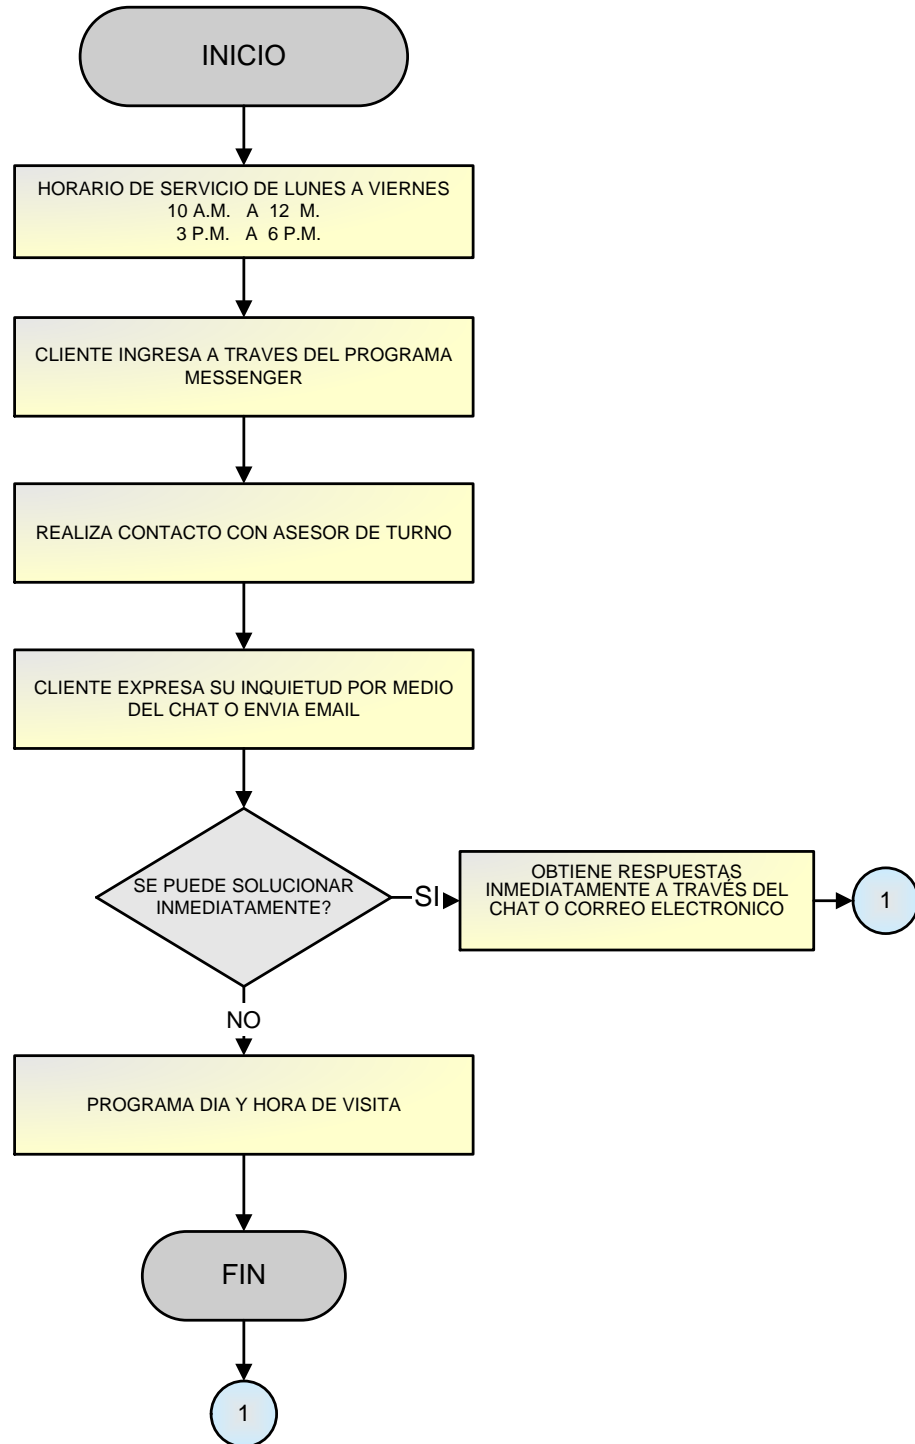 INICIO
HORARIO DE SERVICIO DE LUNES A VIERNES
10 A.M. A 12 M.
3 P.M. A 6 P.M.
CLIENTE INGRESA A TRAVES DEL PROGRAMA
MESSENGER
REALIZA CONTACTO CON ASESOR DE TURNO
CLIENTE EXPRESA SU INQUIETUD POR MEDIO
DEL CHAT O ENVIA EMAIL
SE PUEDE SOLUCIONAR
INMEDIATAMENTE?
SI
OBTIENE RESPUESTAS
INMEDIATAMENTE A TRAVÉS DEL
CHAT O CORREO ELECTRONICO
1
NO
PROGRAMA DIA Y HORA DE VISITA
FIN
1